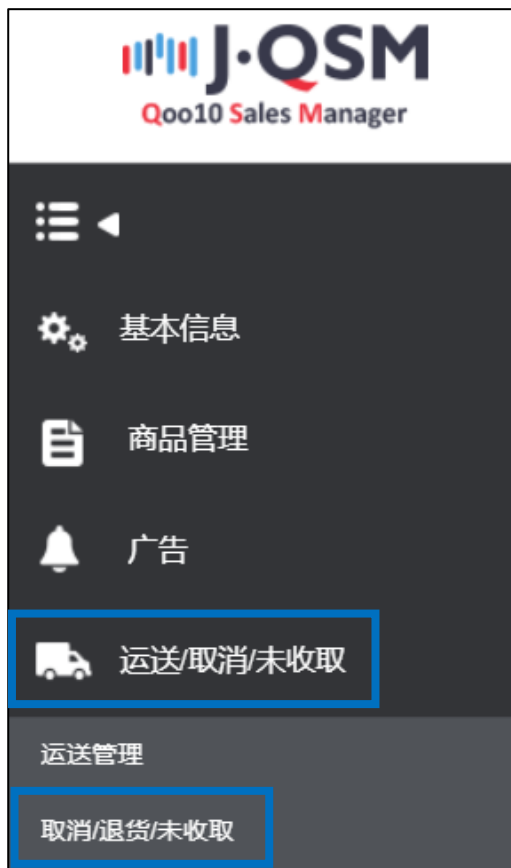 J·QSM
Qoo10 Sales Manager
基本信息
商品管理
广告
运送/取消/未收取
运送管理
取消/退货/未收取